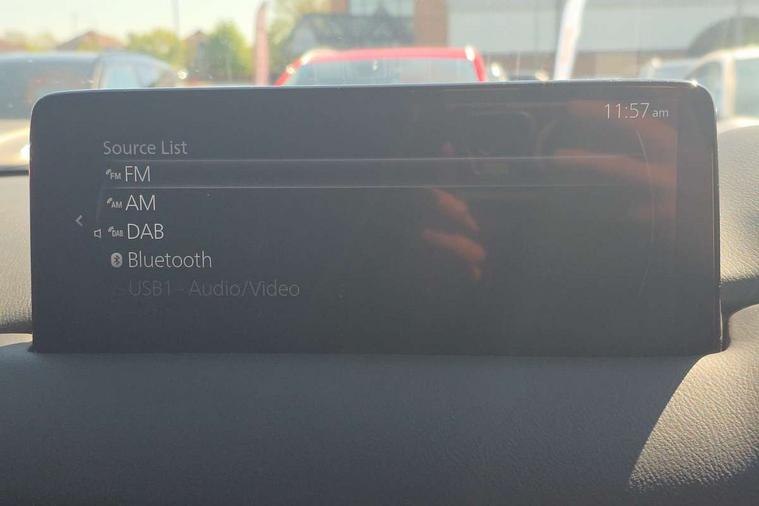 11:57 am
Source List
FM FM
AM AM
DAB DAB
Bluetooth
USB1 - Audio/Video